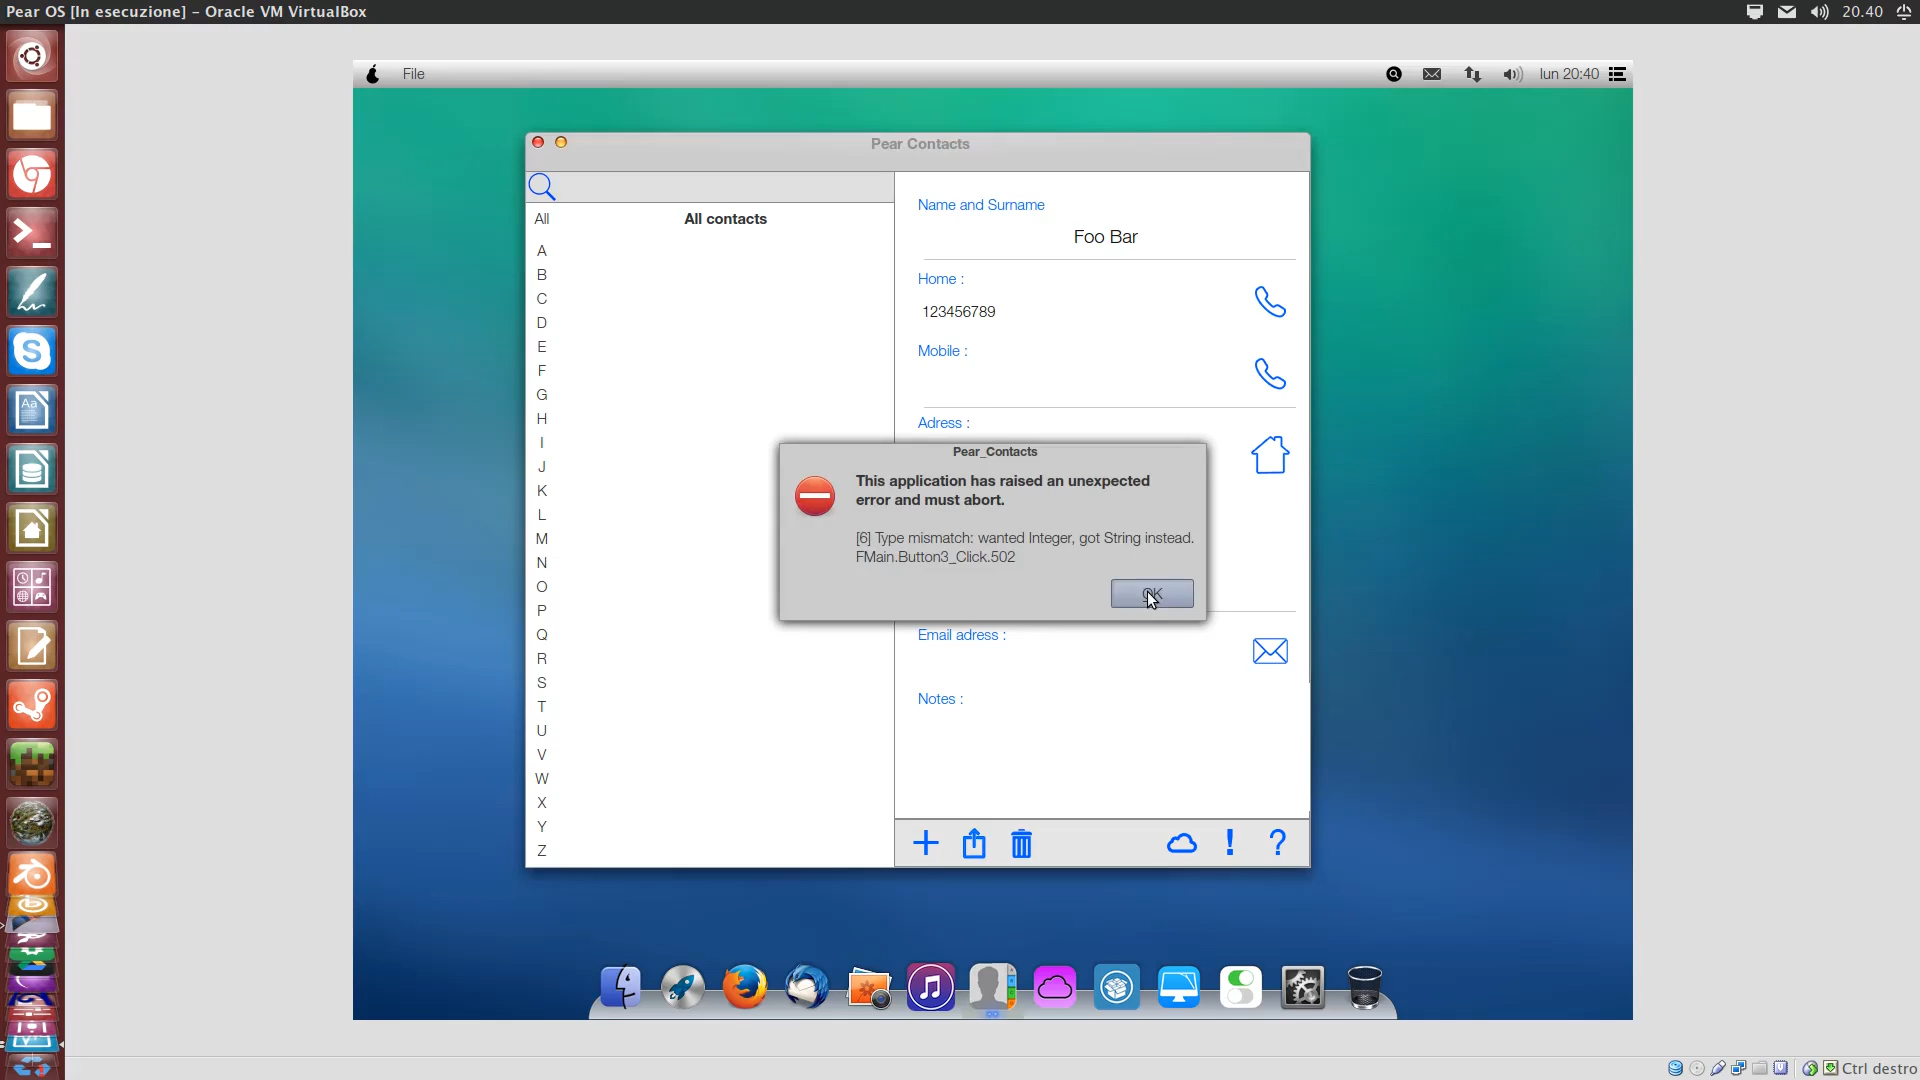 Pear OS [In esecuzione] - Oracle VM VirtualBox
20.40
File
lun 20:40
Pear Contacts
All
All contacts
A
B
C
D
E
F
G
H
I
J
K
L
M
N
O
P
Q
R
S
T
U
V
W
X
Y
Z
Name and Surname
Foo Bar
Home :
123456789
Mobile :
Adress :
Pear_Contacts
This application has raised an unexpected
error and must abort.
[6] Type mismatch: wanted Integer, got String instead.
FMain.Button3_Click.502
OK
Email adress :
Notes :
Ctrl destro